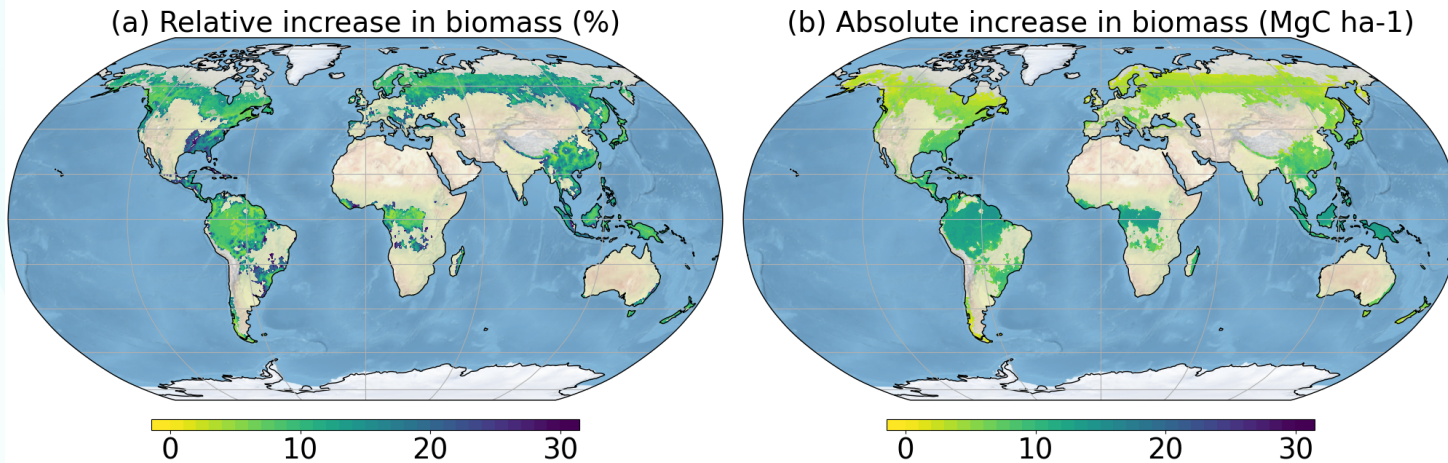 (a) Relative increase in biomass (%)
(b) Absolute increase in biomass (MgC ha-1)
0 10 20 30
0 10 20 30